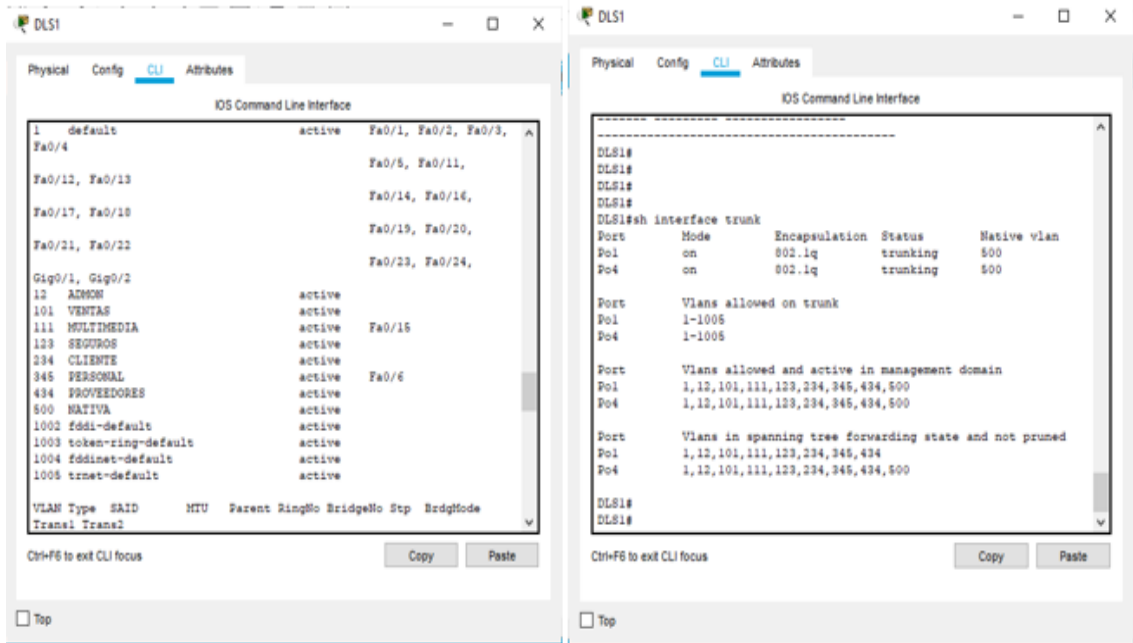 DLS1
Physical Config CLI Attributes
IOS Command Line Interface
1 default active Fa0/1, Fa0/2, Fa0/3,
Fa0/4
Fa0/5, Fa0/11,
Fa0/12, Fa0/13
Fa0/14, Fa0/16,
Fa0/17, Fa0/18
Fa0/19, Fa0/20,
Fa0/21, Fa0/22
Fa0/23, Fa0/24,
Gig0/1, Gig0/2
12 ADMON active
101 VENTAS active
111 MULTIMEDIA active Fa0/15
123 SEGUROS active
234 CLIENTE active
345 PERSONAL active Fa0/6
434 PROVEEDORES active
500 NATIVA active
1002 fddi-default active
1003 token-ring-default active
1004 fddinet-default active
1005 trnet-default active
VLAN Type SAID MTU Parent RingNo BridgeNo Stp BrdgMode
Trans1 Trans2
Ctrl+F6 to exit CLI focus
Copy Paste
Top
DLS1
Physical Config CLI Attributes
IOS Command Line Interface
------- --------- -----------------
------------------------------------------
DLS1#
DLS1#
DLS1#
DLS1#
DLS1#sh interface trunk
Port Mode Encapsulation Status Native vlan
Po1 on 802.1q trunking 500
Po4 on 802.1q trunking 500
Port Vlans allowed on trunk
Po1 1-1005
Po4 1-1005
Port Vlans allowed and active in management domain
Po1 1,12,101,111,123,234,345,434,500
Po4 1,12,101,111,123,234,345,434,500
Port Vlans in spanning tree forwarding state and not pruned
Po1 1,12,101,111,123,234,345,434
Po4 1,12,101,111,123,234,345,434,500
DLS1#
DLS1#
Ctrl+F6 to exit CLI focus
Copy Paste
Top